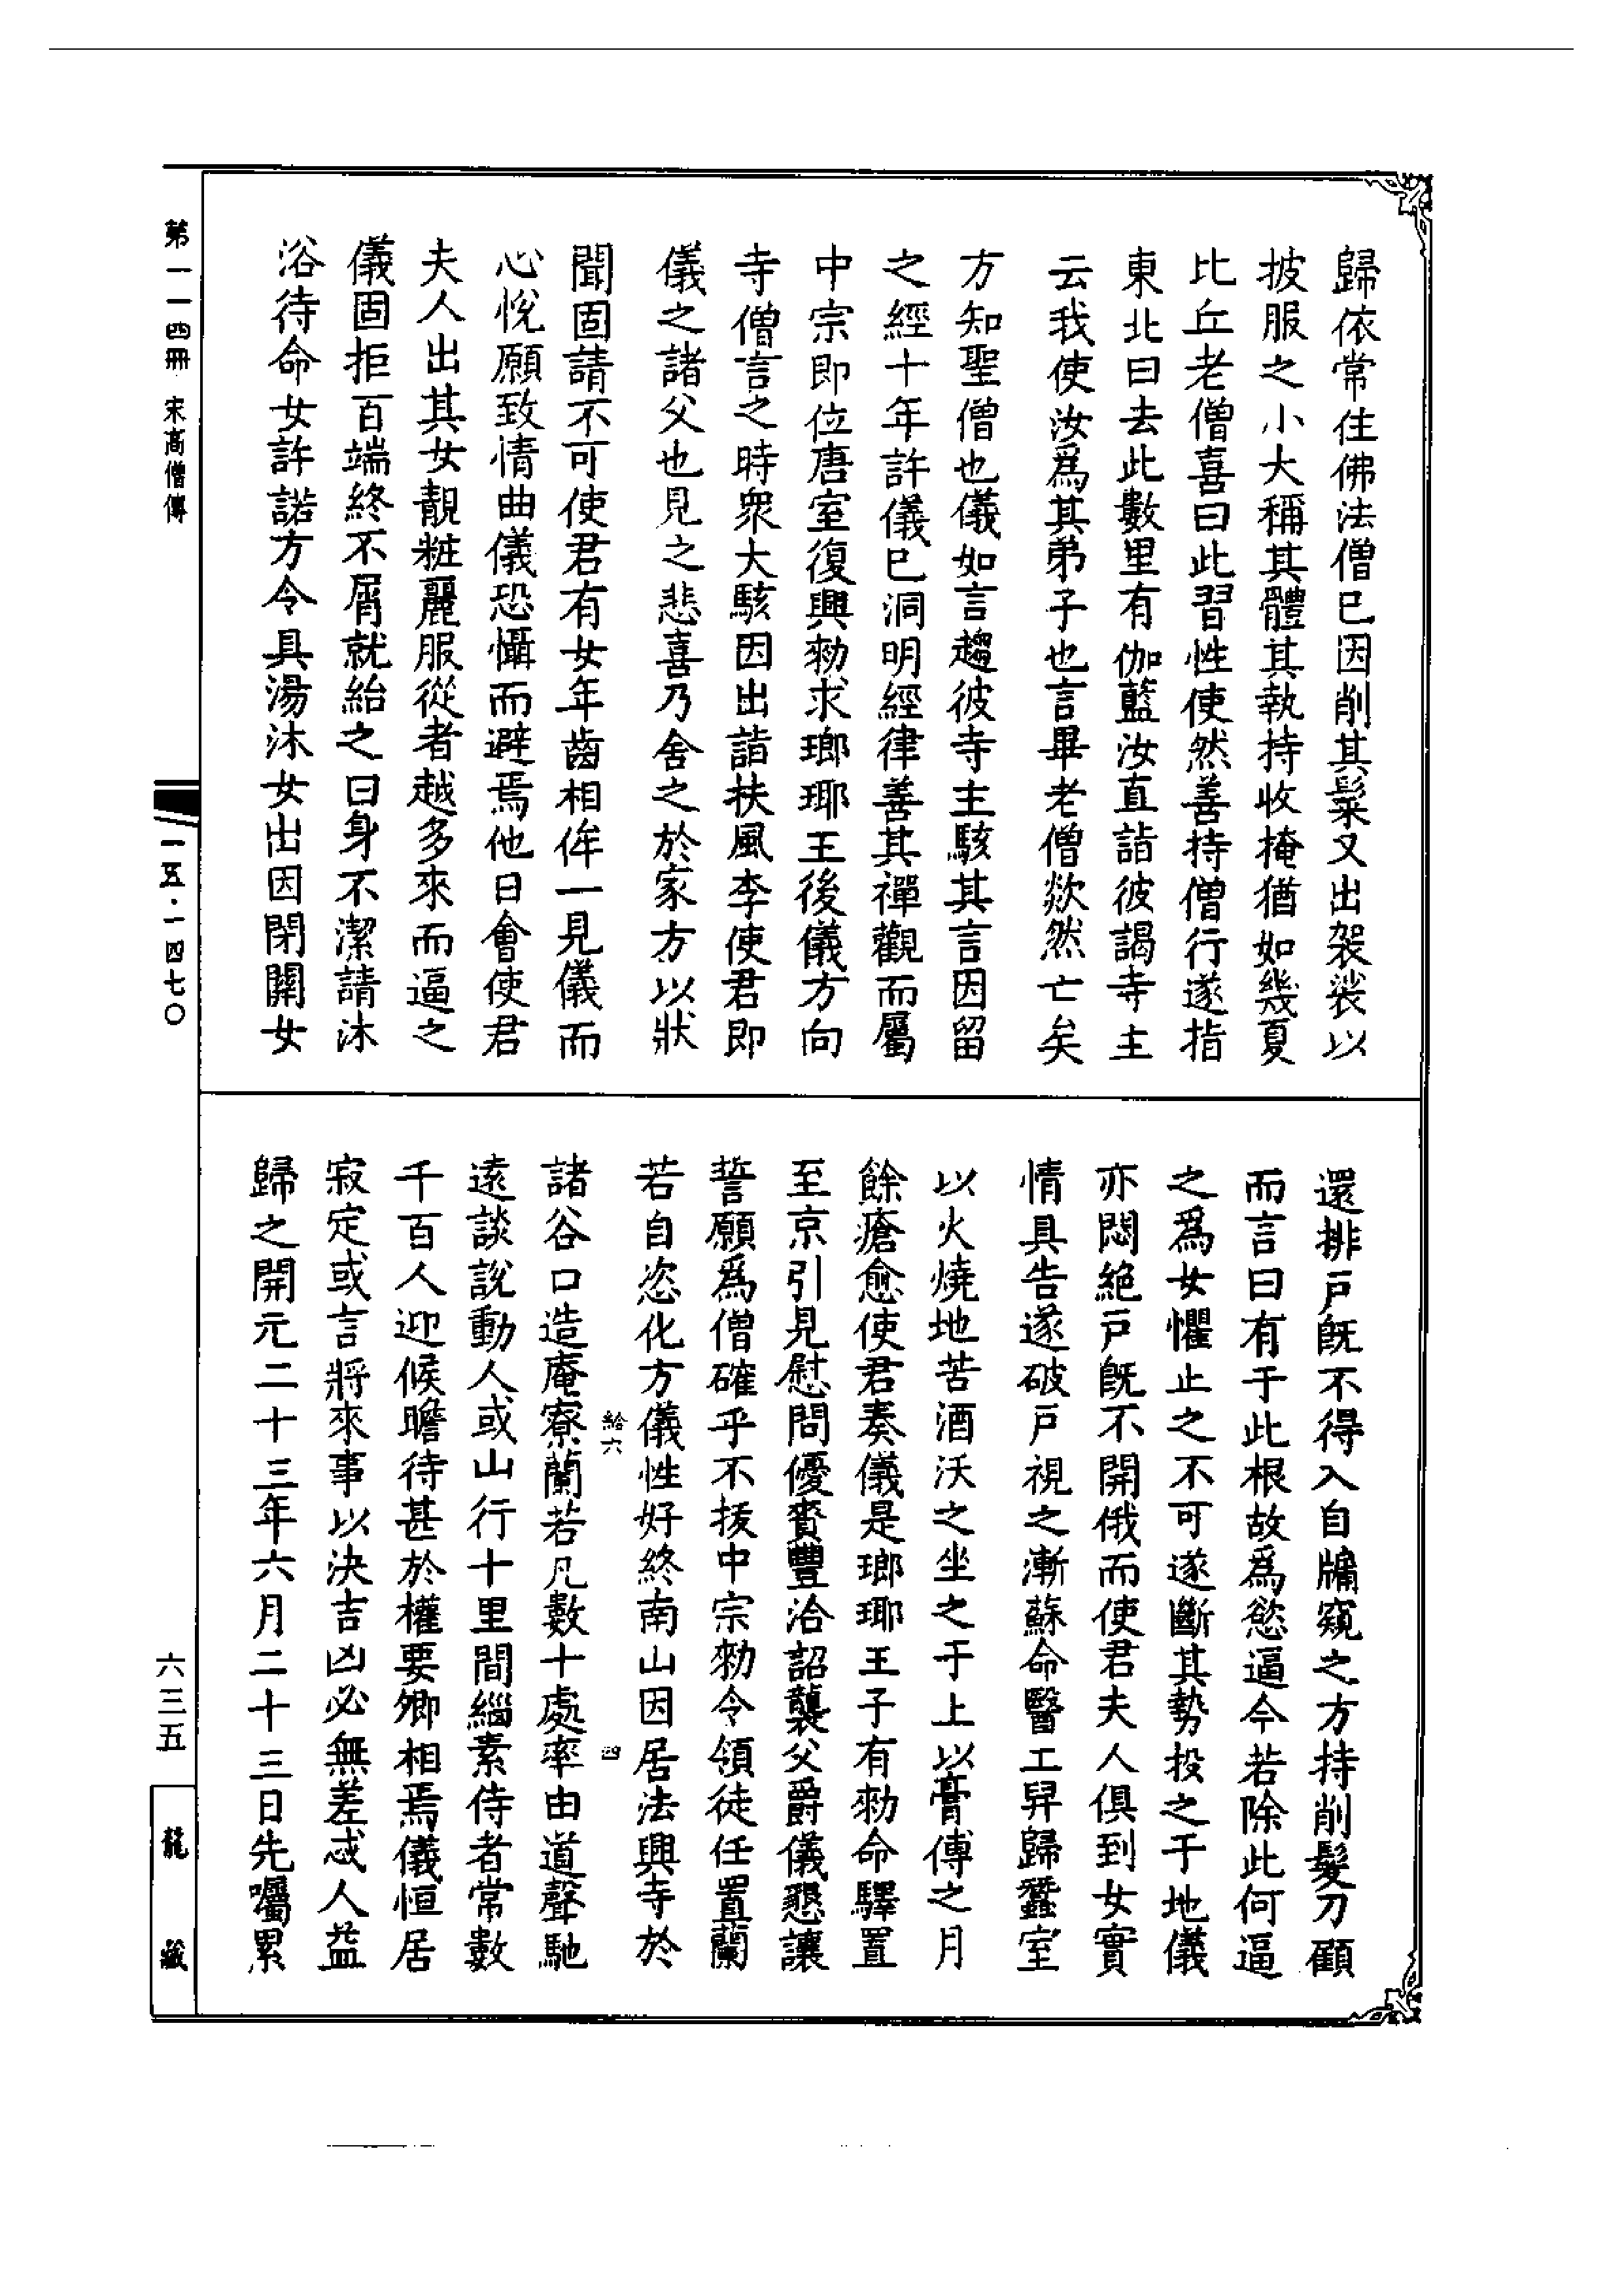 歸依常住佛法僧巳因削其髮又出袈裟以
披服之小大稱其體其執持收掩猶如幾夏
比丘老僧喜曰此習性使然善持僧行遂指
東北曰去此數里有伽藍汝直詣彼謁寺主
云我使汝爲其弟子也言畢老僧欻然亡矣
方知聖僧也儀如言趨彼寺主駭其言因留
之經十年許儀巳洞明經律善其禪觀而屬
中宗即位唐室復興勑求瑯琊王後儀方向
寺僧言之時衆大駭因出詣扶風李使君即
儀之諸父也見之悲喜乃舍之於家方以狀
聞固請不可使君有女年齒相侔一見儀而
心悅願致情曲儀恐懾而避焉他日會使君
夫人出其女靚粧麗服從者越多來而逼之
儀固拒百端終不屑就紿之曰身不潔請沐
浴待命女許諾方令具湯沐女出因閉關女
還排戶旣不得入自牖窺之方持削髮刀顧
而言曰有于此根故爲慾逼今若除此何逼
之爲女懼止之不可遂斷其勢投之于地儀
亦悶絕戶旣不開俄而使君夫人俱到女實
情具告遂破戶視之漸蘇命醫工舁歸蠶室
以火燒地苦酒沃之坐之于上以膏傅之月
餘瘡愈使君奏儀是瑯琊王子有勑命驛置
至京引見慰問優賚豐洽詔襲父爵儀懇讓
誓願爲僧確乎不拔中宗勑令領徒任置蘭
若自恣化方儀性好終南山因居法興寺於
給六 四
諸谷口造庵寮蘭若凡數十處率由道聲馳
遠談說動人或山行十里間緇素侍者常數
千百人迎候瞻待甚於權要卿相焉儀恒居
寂定或言將來事以決吉凶必無差忒人益
歸之開元二十三年六月二十三日先囑累
第一一四冊 宋高僧傳
一五·一四七〇
六三五
龍藏